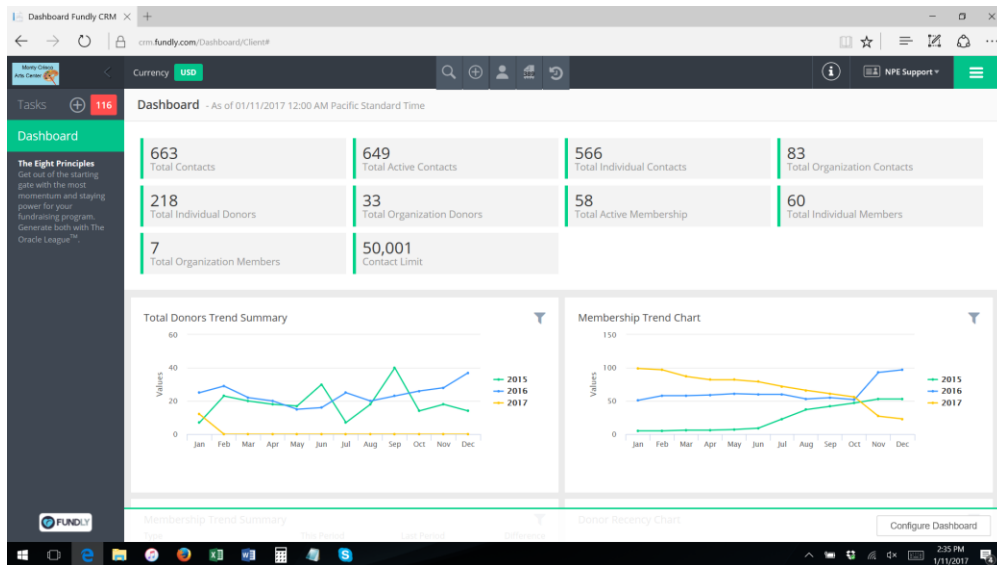 Dashboard Fundly CRM
crm.fundly.com/Dashboard/Client#
Currency USD
NPE Support
Tasks 116
Dashboard - As of 01/11/2017 12:00 AM Pacific Standard Time
Dashboard
The Eight Principles
Get out of the starting
gate with the most
momentum and staying
power for your
fundraising program.
Generate both with The
Oracle League™.
663
Total Contacts
649
Total Active Contacts
566
Total Individual Contacts
83
Total Organization Contacts
218
Total Individual Donors
33
Total Organization Donors
58
Total Active Membership
60
Total Individual Members
7
Total Organization Members
50,001
Contact Limit
Total Donors Trend Summary
60
40
20
0
Values
Jan Feb Mar Apr May Jun Jul Aug Sep Oct Nov Dec
2015
2016
2017
Membership Trend Chart
150
100
50
0
Values
Jan Feb Mar Apr May Jun Jul Aug Sep Oct Nov Dec
2015
2016
2017
Membership Trend Summary
Type This Period Last Period Difference
Donor Recency Chart
FUNDLY
Configure Dashboard
2:35 PM
1/11/2017